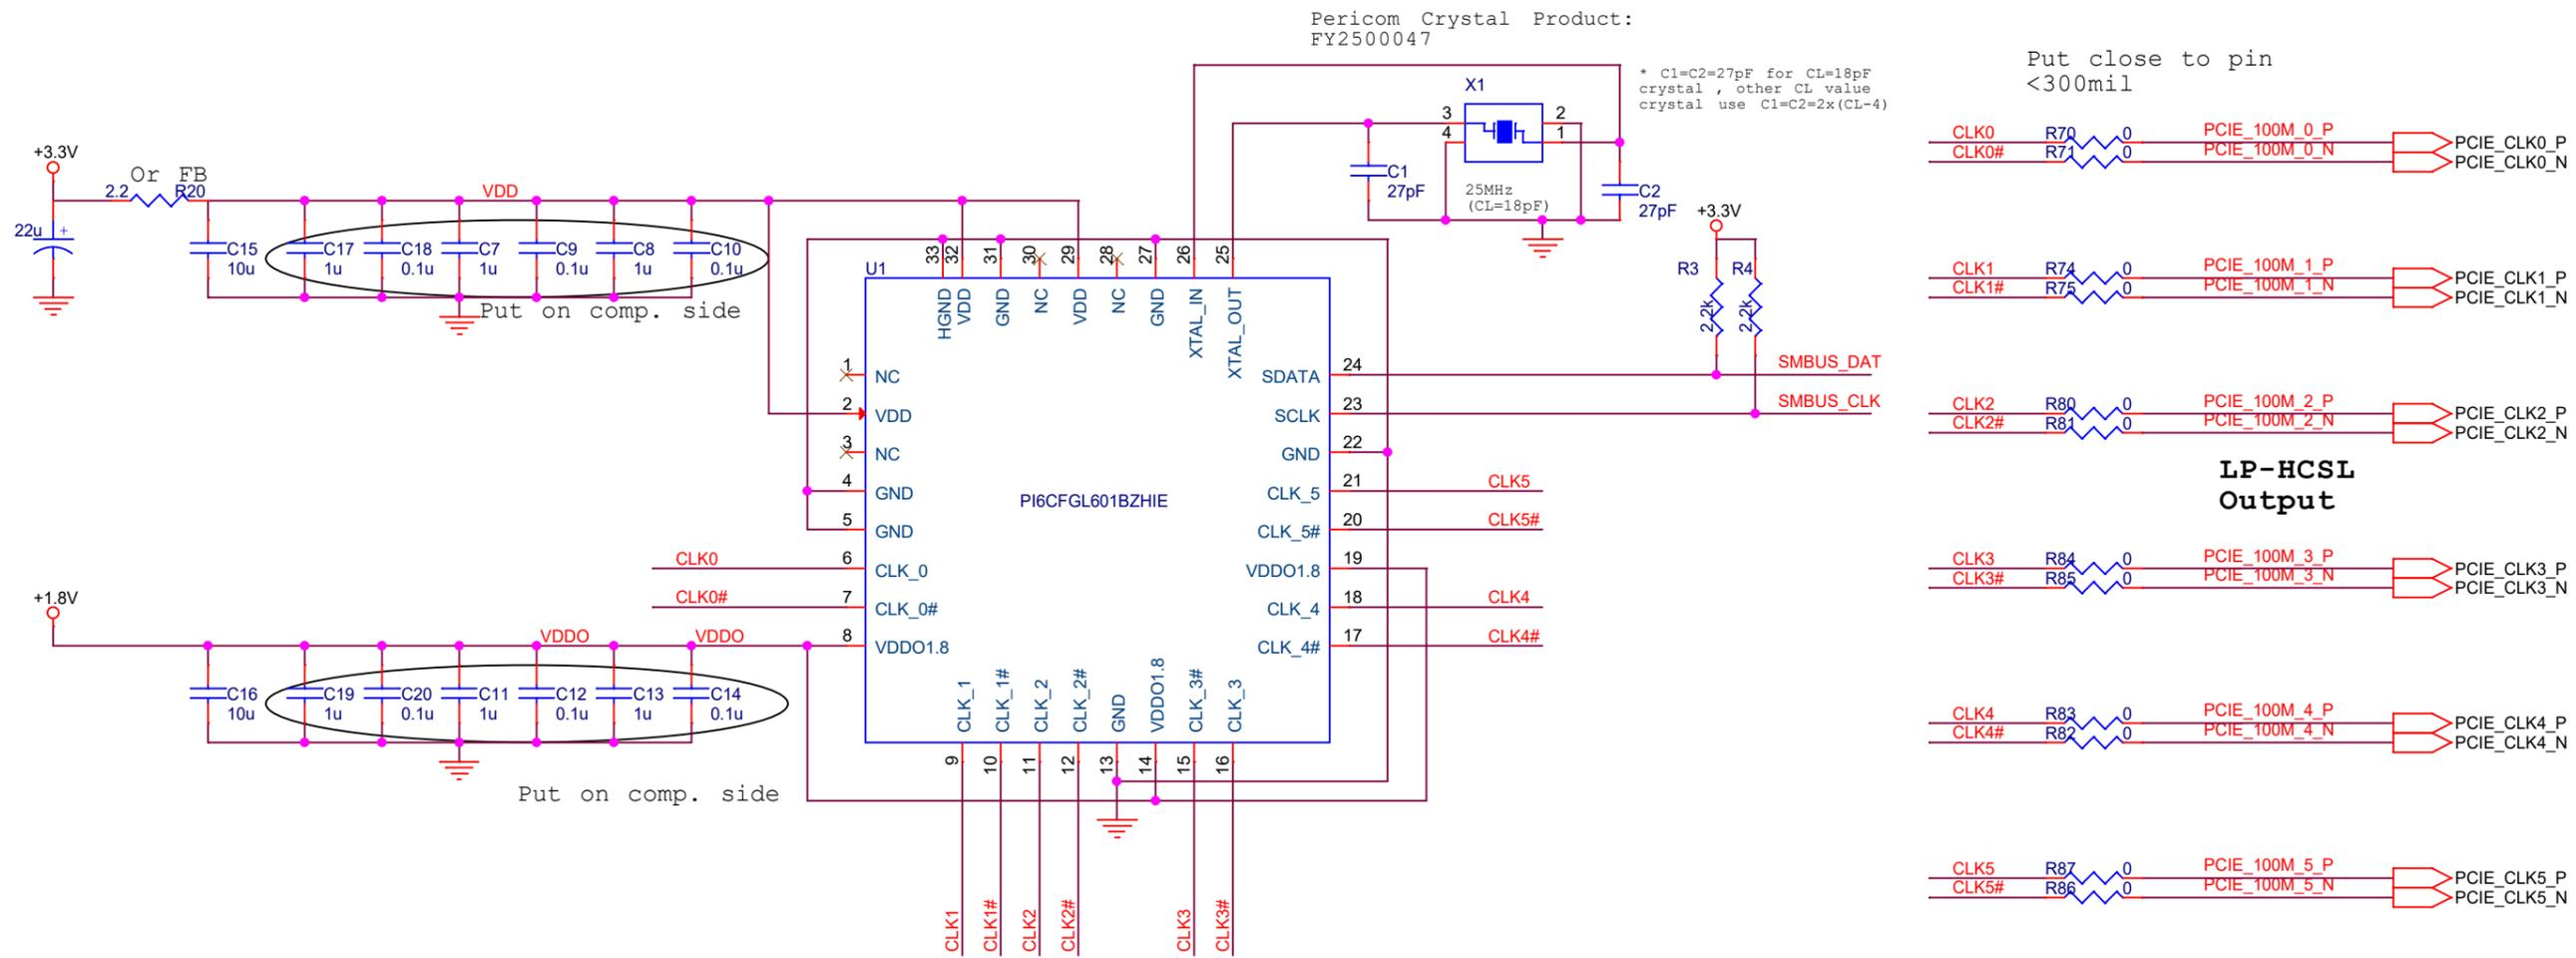 Pericom Crystal Product:
FY2500047
* C1=C2=27pF for CL=18pF
crystal , other CL value
crystal use C1=C2=2x(CL-4)
Put close to pin
<300mil
X1
3
4
2
1
C1
27pF
25MHz
(CL=18pF)
C2
27pF
+3.3V
Or FB
2.2
R20
VDD
22u
+
C15
10u
C17
1u
C18
0.1u
C7
1u
C9
0.1u
C8
1u
C10
0.1u
Put on comp. side
+3.3V
R3
2.2k
R4
2.2k
SMBUS_DAT
SMBUS_CLK
U1
PI6CFGL601BZHIE
33
HGND
32
VDD
31
GND
30
NC
29
VDD
28
NC
27
GND
26
XTAL_IN
25
XTAL_OUT
1
NC
2
VDD
3
NC
4
GND
5
GND
CLK0
6
CLK_0
CLK0#
7
CLK_0#
8
VDDO1.8
SDATA
24
SCLK
23
GND
22
CLK_5
21
CLK5
CLK_5#
20
CLK5#
VDDO1.8
19
CLK_4
18
CLK4
CLK_4#
17
CLK4#
CLK_1
9
CLK1
CLK_1#
10
CLK1#
CLK_2
11
CLK2
CLK_2#
12
CLK2#
GND
13
VDDO1.8
14
CLK_3#
15
CLK3
CLK_3
16
CLK3#
+1.8V
VDDO
VDDO
C16
10u
C19
1u
C20
0.1u
C11
1u
C12
0.1u
C13
1u
C14
0.1u
Put on comp. side
CLK0 R70 0 PCIE_100M_0_P PCIE_CLK0_P
CLK0# R71 0 PCIE_100M_0_N PCIE_CLK0_N
CLK1 R74 0 PCIE_100M_1_P PCIE_CLK1_P
CLK1# R75 0 PCIE_100M_1_N PCIE_CLK1_N
CLK2 R80 0 PCIE_100M_2_P PCIE_CLK2_P
CLK2# R81 0 PCIE_100M_2_N PCIE_CLK2_N
LP-HCSL
Output
CLK3 R84 0 PCIE_100M_3_P PCIE_CLK3_P
CLK3# R85 0 PCIE_100M_3_N PCIE_CLK3_N
CLK4 R83 0 PCIE_100M_4_P PCIE_CLK4_P
CLK4# R82 0 PCIE_100M_4_N PCIE_CLK4_N
CLK5 R87 0 PCIE_100M_5_P PCIE_CLK5_P
CLK5# R86 0 PCIE_100M_5_N PCIE_CLK5_N